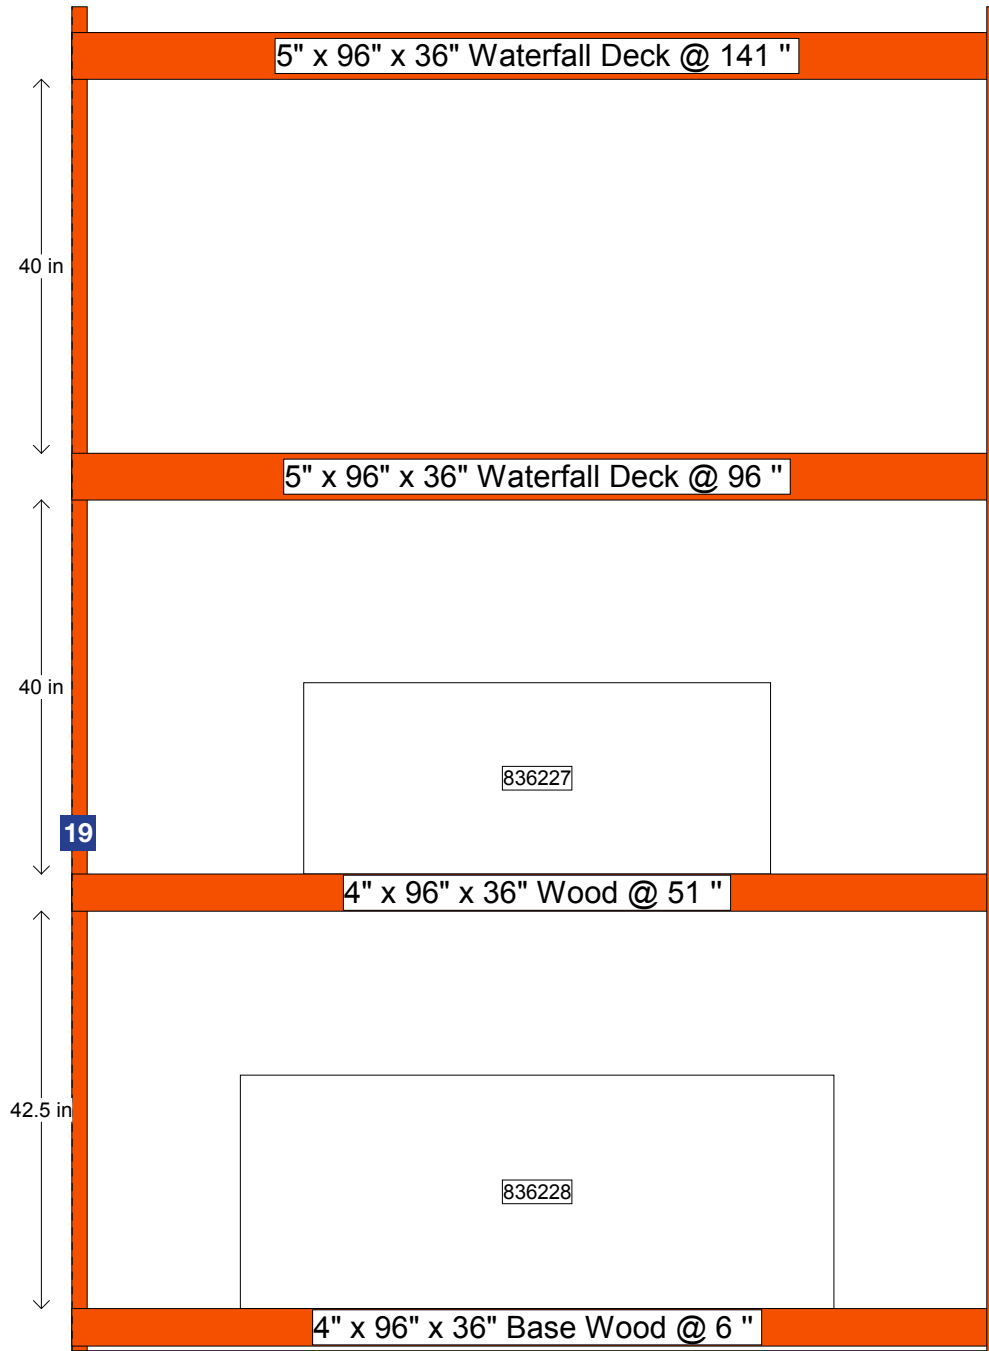 5" x 96" x 36" Waterfall Deck @ 141 "
40 in
5" x 96" x 36" Waterfall Deck @ 96 "
40 in
836227
19
4" x 96" x 36" Wood @ 51 "
42.5 in
836228
4" x 96" x 36" Base Wood @ 6 "